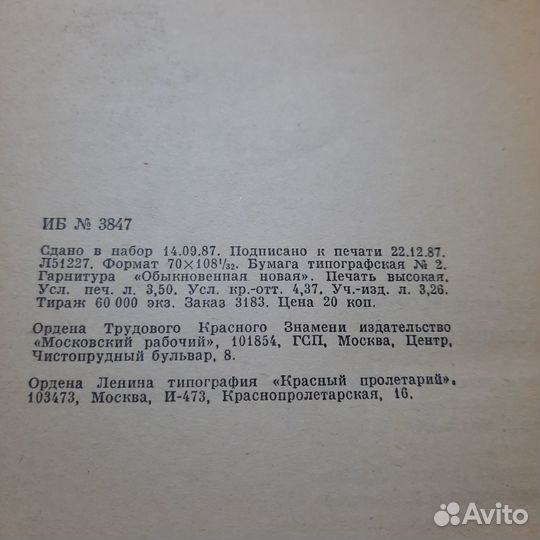 ИБ № 3847
Сдано в набор 14.09.87. Подписано к печати 22.12.87.
Л51227. Формат 70×108¹/₃₂. Бумага типографская № 2.
Гарнитура «Обыкновенная новая». Печать высокая.
Усл. печ. л. 3,50. Усл. кр.-отт. 4,37. Уч.-изд. л. 3,26.
Тираж 60 000 экз. Заказ 3183. Цена 20 коп.
Ордена Трудового Красного Знамени издательство
«Московский рабочий», 101854, ГСП, Москва, Центр,
Чистопрудный бульвар, 8.
Ордена Ленина типография «Красный пролетарий».
103473, Москва, И-473, Краснопролетарская, 16.
Avito